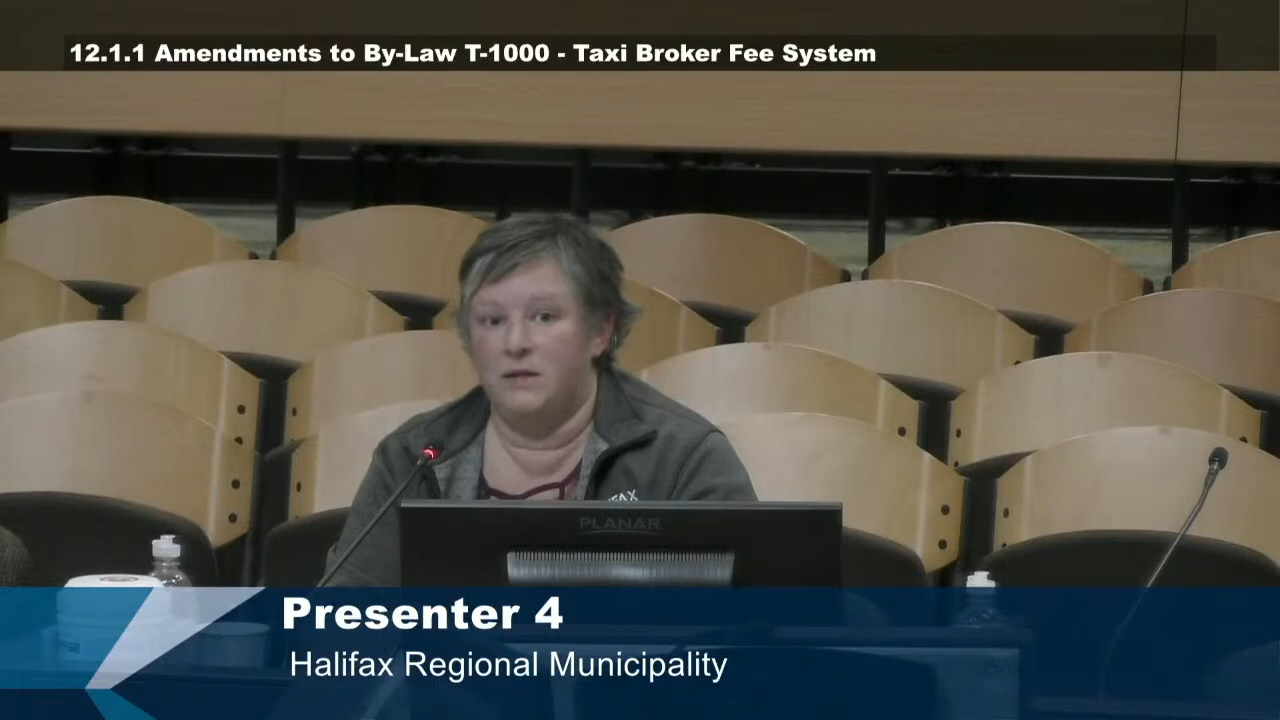 12.1.1 Amendments to By-Law T-1000 - Taxi Broker Fee System
PLANAR
Presenter 4
Halifax Regional Municipality